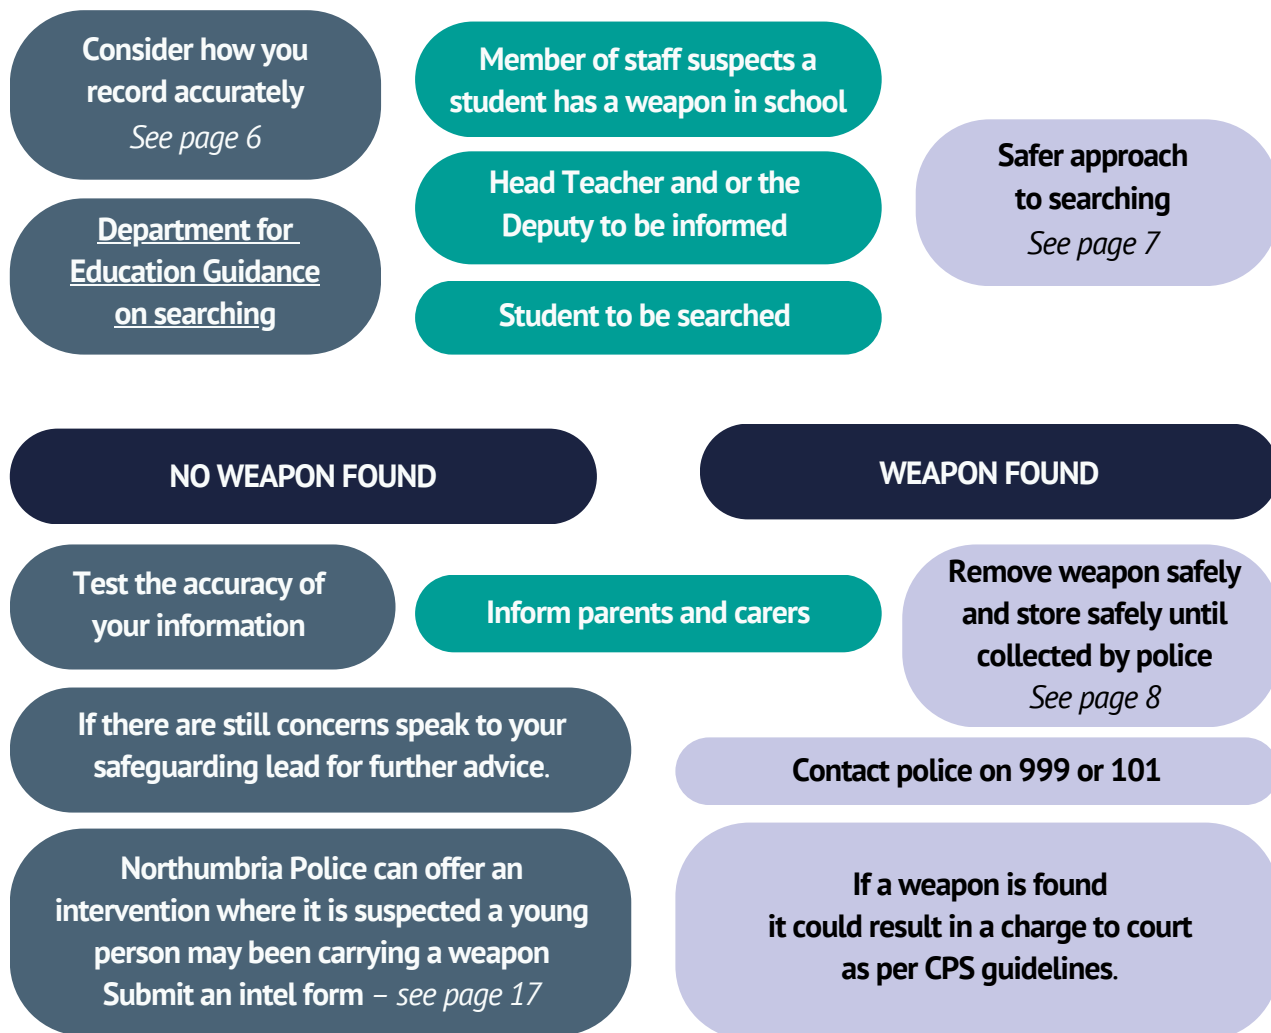 Consider how you
record accurately
See page 6
Department for
Education Guidance
on searching
Member of staff suspects a
student has a weapon in school
Head Teacher and or the
Deputy to be informed
Student to be searched
Safer approach
to searching
See page 7
NO WEAPON FOUND
WEAPON FOUND
Test the accuracy of
your information
Inform parents and carers
Remove weapon safely
and store safely until
collected by police
See page 8
If there are still concerns speak to your
safeguarding lead for further advice.
Contact police on 999 or 101
Northumbria Police can offer an
intervention where it is suspected a young
person may been carrying a weapon
Submit an intel form – see page 17
If a weapon is found
it could result in a charge to court
as per CPS guidelines.